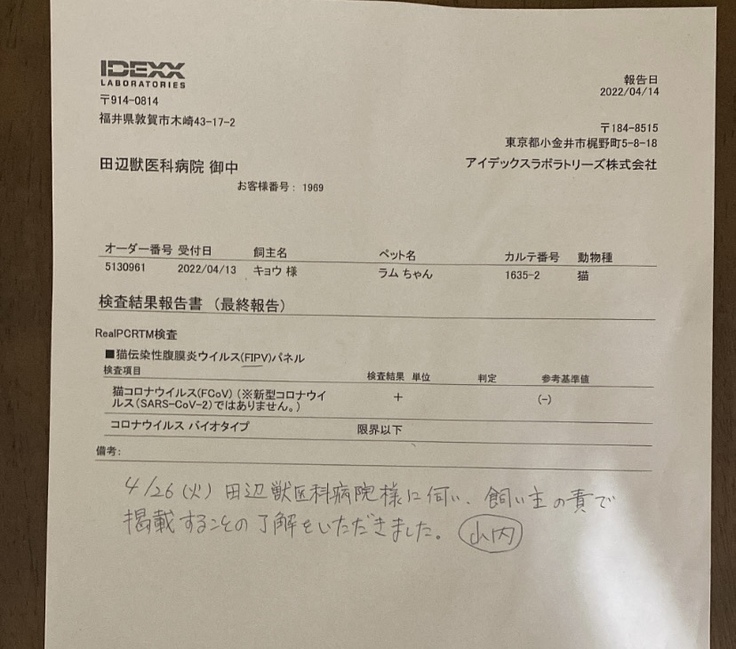 IDEXX
LABORATORIES
〒914-0814
福井県敦賀市木崎43-17-2
報告日
2022/04/14
〒184-8515
東京都小金井市梶野町5-8-18
アイデックスラボラトリーズ株式会社
田辺獣医科病院 御中
お客様番号: 1969
オーダー番号 受付日 飼主名 ペット名 カルテ番号 動物種
5130961 2022/04/13 キョウ 様 ラム ちゃん 1635-2 猫
検査結果報告書 （最終報告）
RealPCRTM検査
■猫伝染性腹膜炎ウイルス(FIPV)パネル
検査項目 検査結果 単位 判定 参考基準値
猫コロナウイルス(FCoV) (※新型コロナウイ + (-)
ルス(SARS-CoV-2)ではありません。)
コロナウイルス バイオタイプ 限界以下
備考:
4/26(火) 田辺獣医科病院様に伺い、飼い主の責で
掲載することの了解をいただきました。 山内